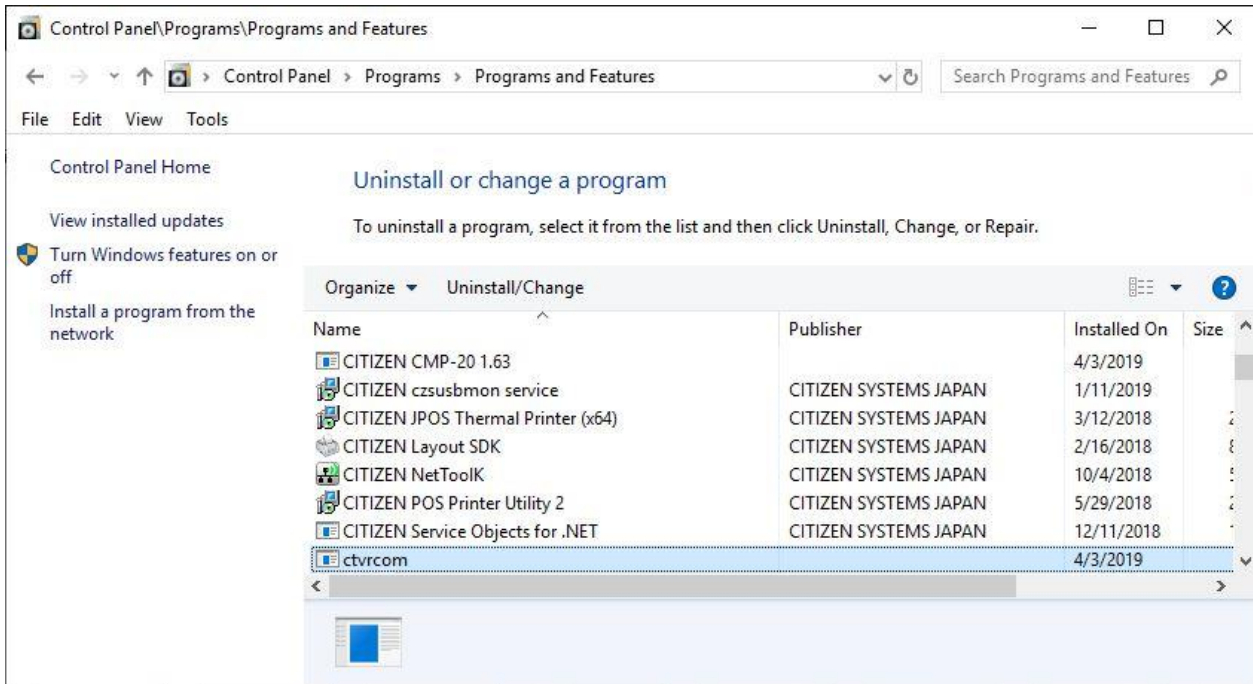 Control Panel\Programs\Programs and Features
Control Panel > Programs > Programs and Features
Search Programs and Features
File Edit View Tools
Control Panel Home
View installed updates
Turn Windows features on or
off
Install a program from the
network
Uninstall or change a program
To uninstall a program, select it from the list and then click Uninstall, Change, or Repair.
Organize Uninstall/Change
Name Publisher Installed On Size
CITIZEN CMP-20 1.63 4/3/2019
CITIZEN czsusbmon service CITIZEN SYSTEMS JAPAN 1/11/2019
CITIZEN JPOS Thermal Printer (x64) CITIZEN SYSTEMS JAPAN 3/12/2018
CITIZEN Layout SDK CITIZEN SYSTEMS JAPAN 2/16/2018
CITIZEN NetToolK CITIZEN SYSTEMS JAPAN 10/4/2018
CITIZEN POS Printer Utility 2 CITIZEN SYSTEMS JAPAN 5/29/2018
CITIZEN Service Objects for .NET CITIZEN SYSTEMS JAPAN 12/11/2018
ctvrcom 4/3/2019